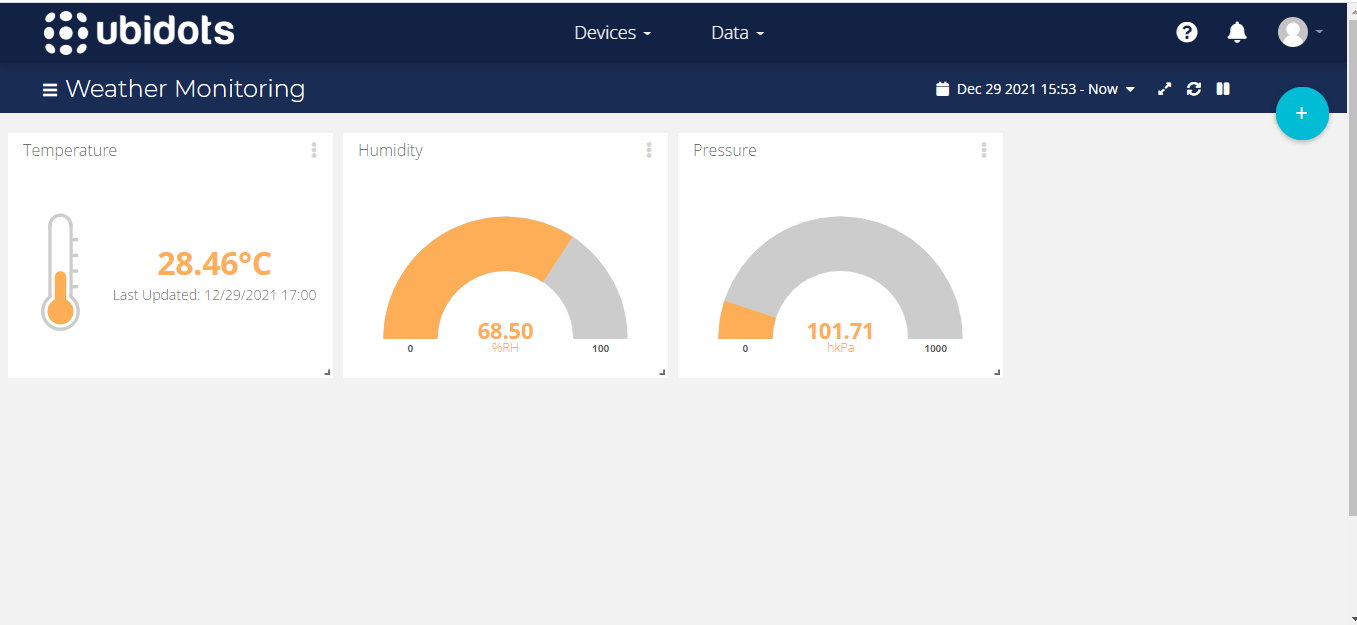 ubidots
Devices
Data
?
Weather Monitoring
Dec 29 2021 15:53 - Now
+
Temperature
28.46°C
Last Updated: 12/29/2021 17:00
Humidity
68.50
%RH
0
100
Pressure
101.71
hkPa
0
1000